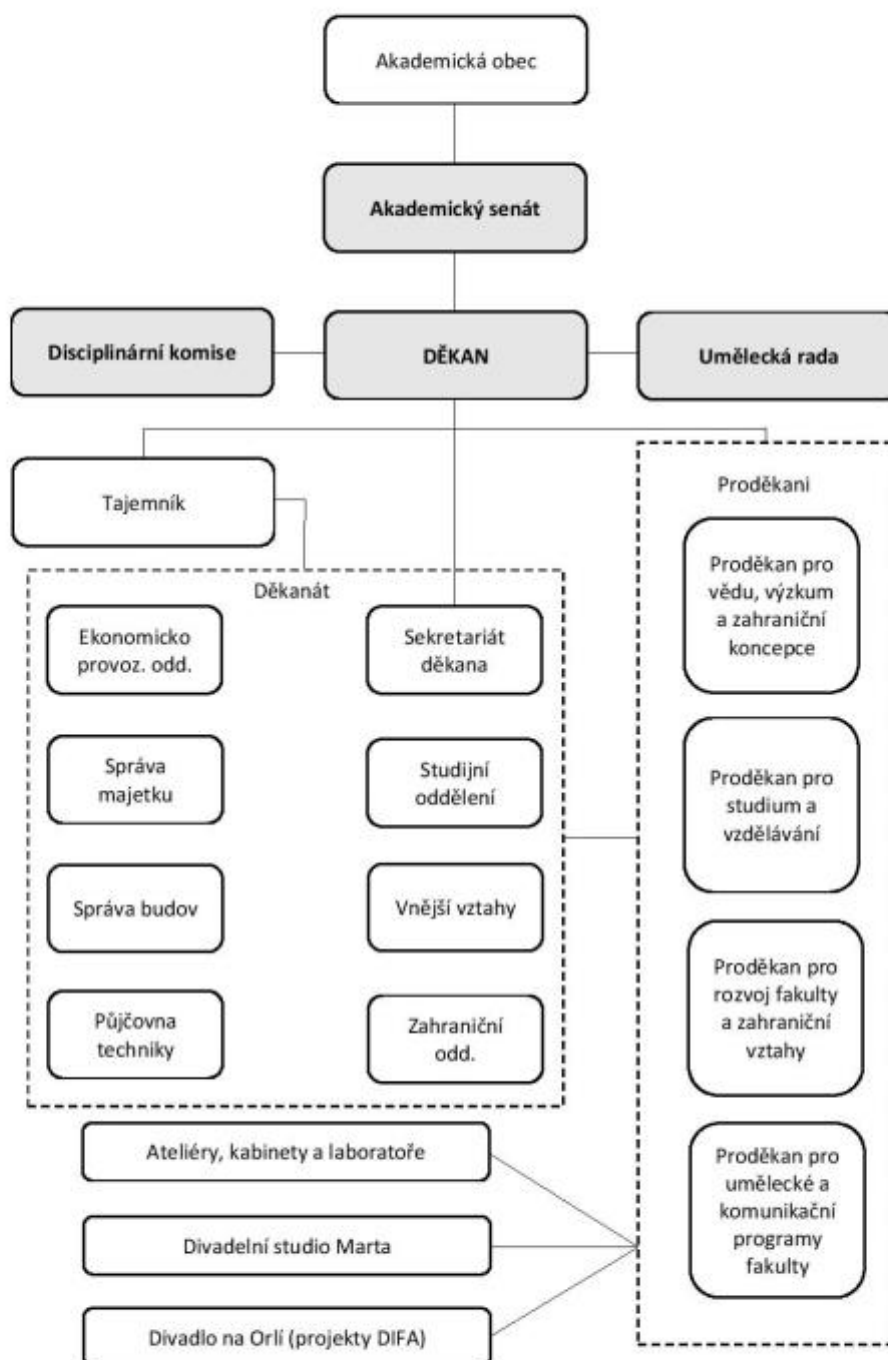 Akademická obec
Akademický senát
Disciplinární komise
DĚKAN
Umělecká rada
Tajemník
Děkanát
Ekonomicko
provoz. odd.
Sekretariát
děkana
Správa
majetku
Studijní
oddělení
Správa budov
Vnější vztahy
Půjčovna
techniky
Zahraniční
odd.
Proděkani
Proděkan pro
vědu, výzkum
a zahraniční
koncepce
Proděkan pro
studium a
vzdělávání
Proděkan pro
rozvoj fakulty
a zahraniční
vztahy
Proděkan pro
umělecké a
komunikační
programy
fakulty
Ateliéry, kabinety a laboratoře
Divadelní studio Marta
Divadlo na Orlí (projekty DIFA)